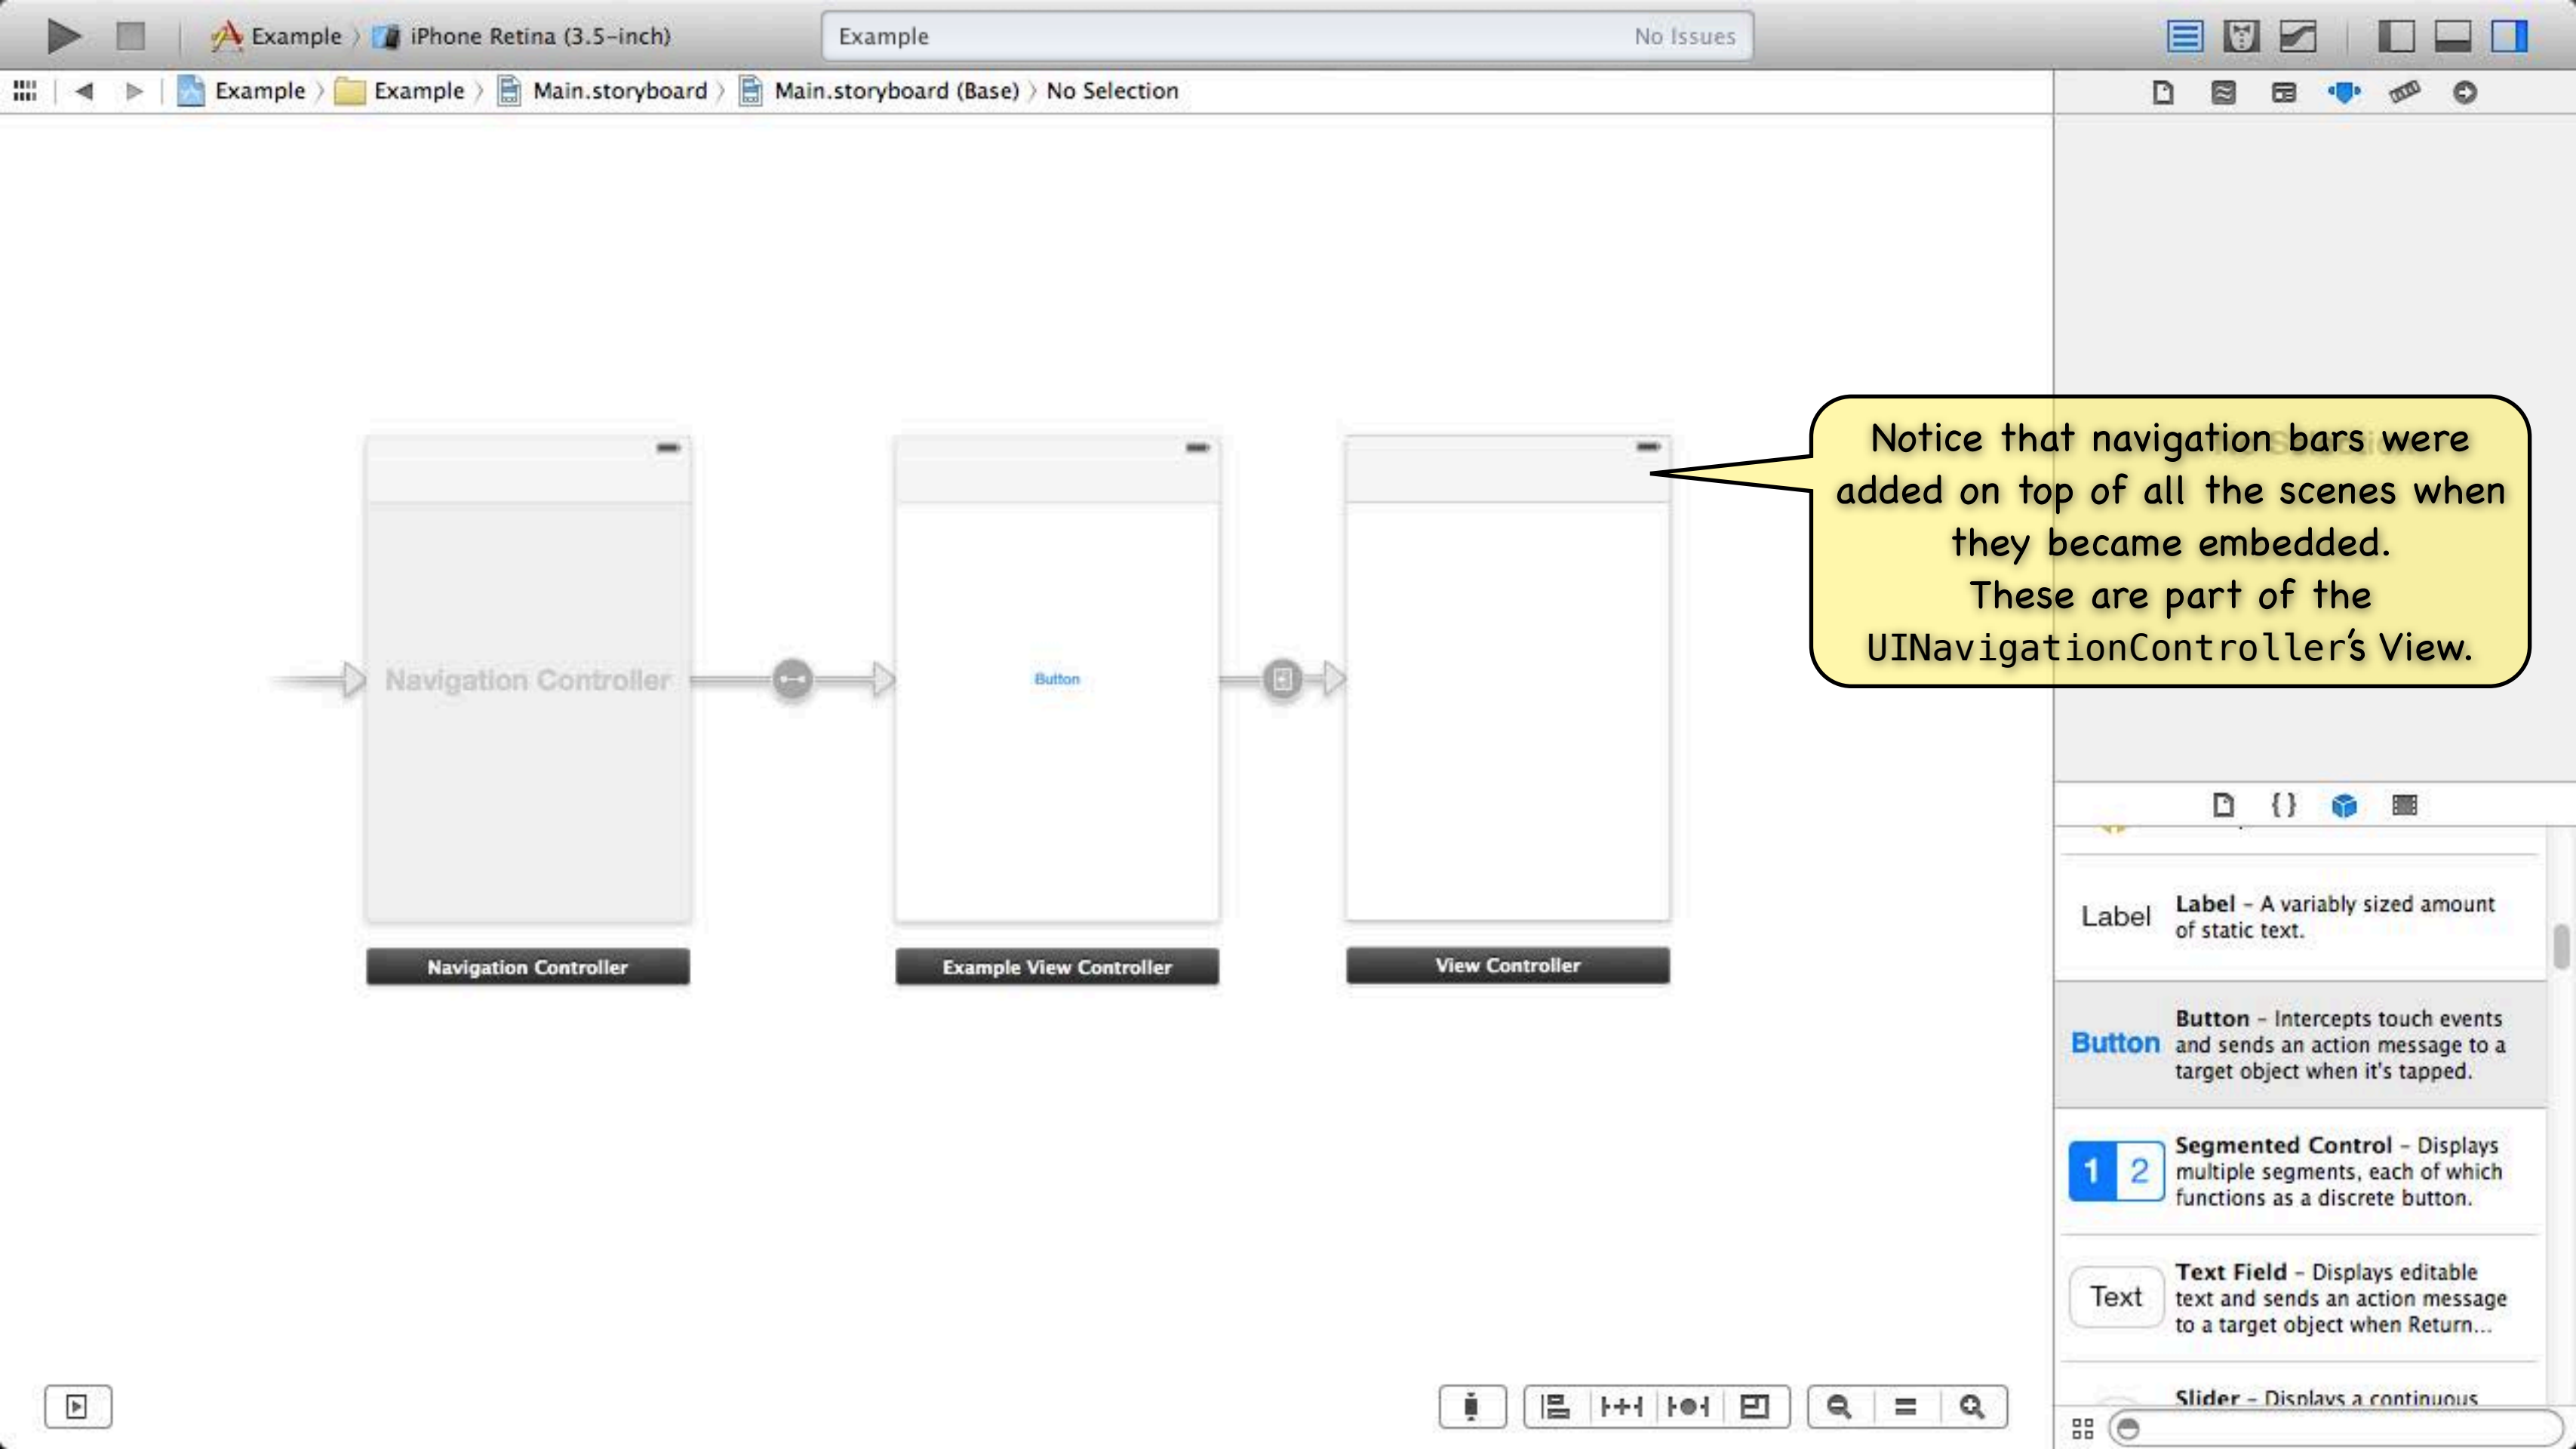 Example > iPhone Retina (3.5-inch)
Example
No Issues
Example > Example > Main.storyboard > Main.storyboard (Base) > No Selection
Notice that navigation bars were
added on top of all the scenes when
they became embedded.
These are part of the
UINavigationController's View.
Navigation Controller
Button
Navigation Controller
Example View Controller
View Controller
{ }
Label
Label – A variably sized amount
of static text.
Button
Button – Intercepts touch events
and sends an action message to a
target object when it's tapped.
1 2
Segmented Control – Displays
multiple segments, each of which
functions as a discrete button.
Text
Text Field – Displays editable
text and sends an action message
to a target object when Return...
Slider – Displays a continuous